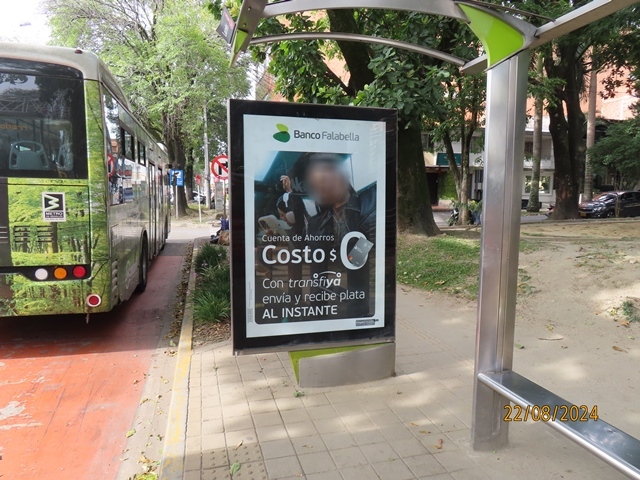 Banco Falabella
Cuenta de Ahorros
Costo $0
Con transfiya
envía y recibe plata
AL INSTANTE
METRO
22/08/2024